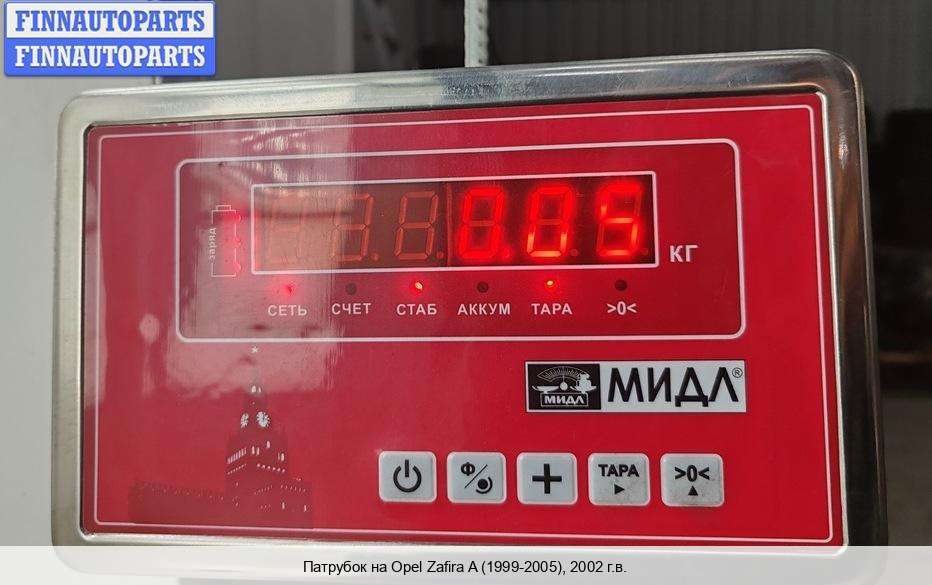 FINNAUTOPARTS
FINNAUTOPARTS
заряд
0.05
КГ
СЕТЬ СЧЕТ СТАБ АККУМ ТАРА >0<
МИДЛ МИДЛ®
Ф
ТАРА >0<
Патрубок на Opel Zafira A (1999-2005), 2002 г.в.